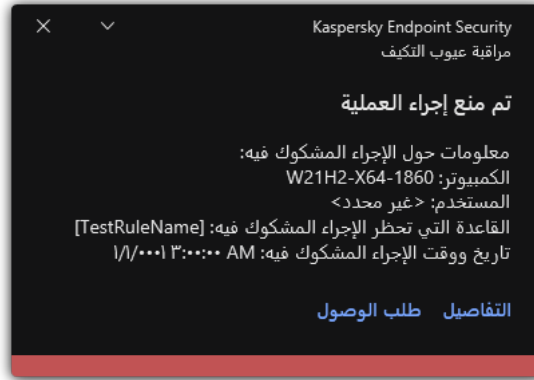 Kaspersky Endpoint Security
مراقبة عيوب التكيف
تم منع إجراء العملية
معلومات حول الإجراء المشكوك فيه:
الكمبيوتر: W21H2-X64-1860
المستخدم: <غير محدد>
القاعدة التي تحظر الإجراء المشكوك فيه: [TestRuleName]
تاريخ ووقت الإجراء المشكوك فيه: ١/١/٠٠٠١ ٣:٠٠:٠٠ AM
التفاصيل طلب الوصول